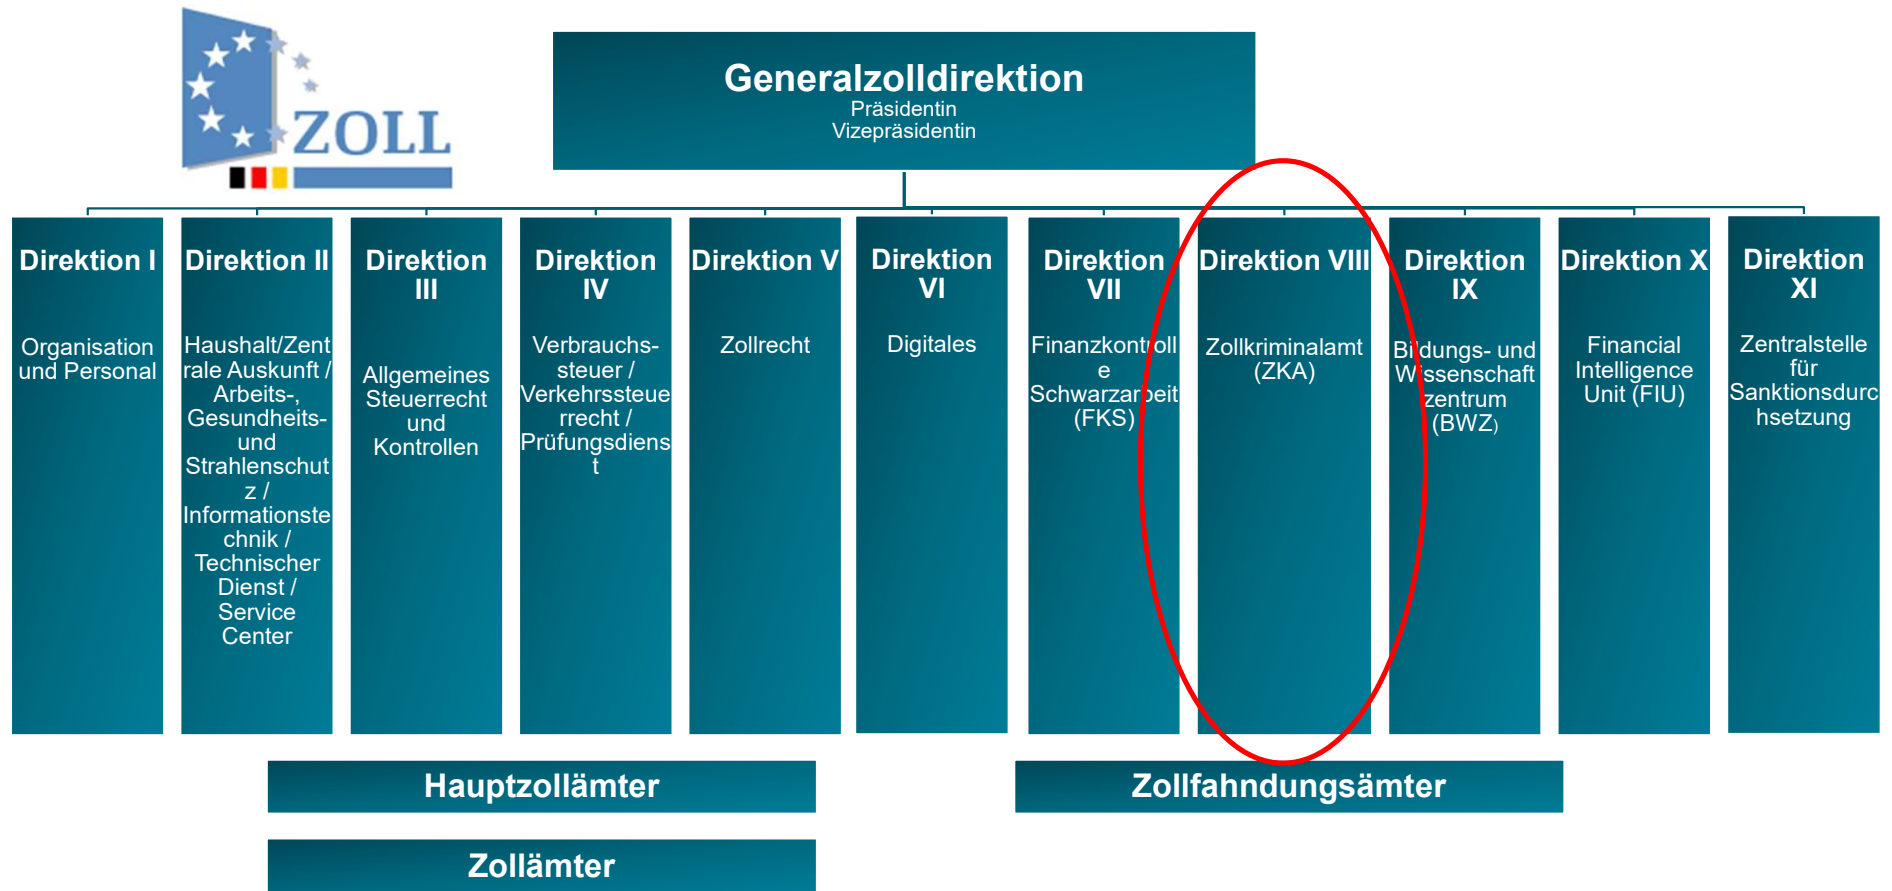 ZOLL
Generalzolldirektion
Präsidentin
Vizepräsidentin
Direktion I
Organisation
und Personal
Direktion II
Haushalt/Zent
rale Auskunft /
Arbeits-,
Gesundheits-
und
Strahlenschut
z /
Informationste
chnik /
Technischer
Dienst /
Service
Center
Direktion
III
Allgemeines
Steuerrecht
und
Kontrollen
Direktion
IV
Verbrauchs-
steuer /
Verkehrssteue
rrecht /
Prüfungsdiens
t
Direktion V
Zollrecht
Direktion
VI
Digitales
Direktion
VII
Finanzkontroll
e
Schwarzarbeit
(FKS)
Direktion VIII
Zollkriminalamt
(ZKA)
Direktion
IX
Bildungs- und
Wissenschaft
zentrum
(BWZ)
Direktion X
Financial
Intelligence
Unit (FIU)
Direktion
XI
Zentralstelle
für
Sanktionsdurc
hsetzung
Hauptzollämter
Zollfahndungsämter
Zollämter